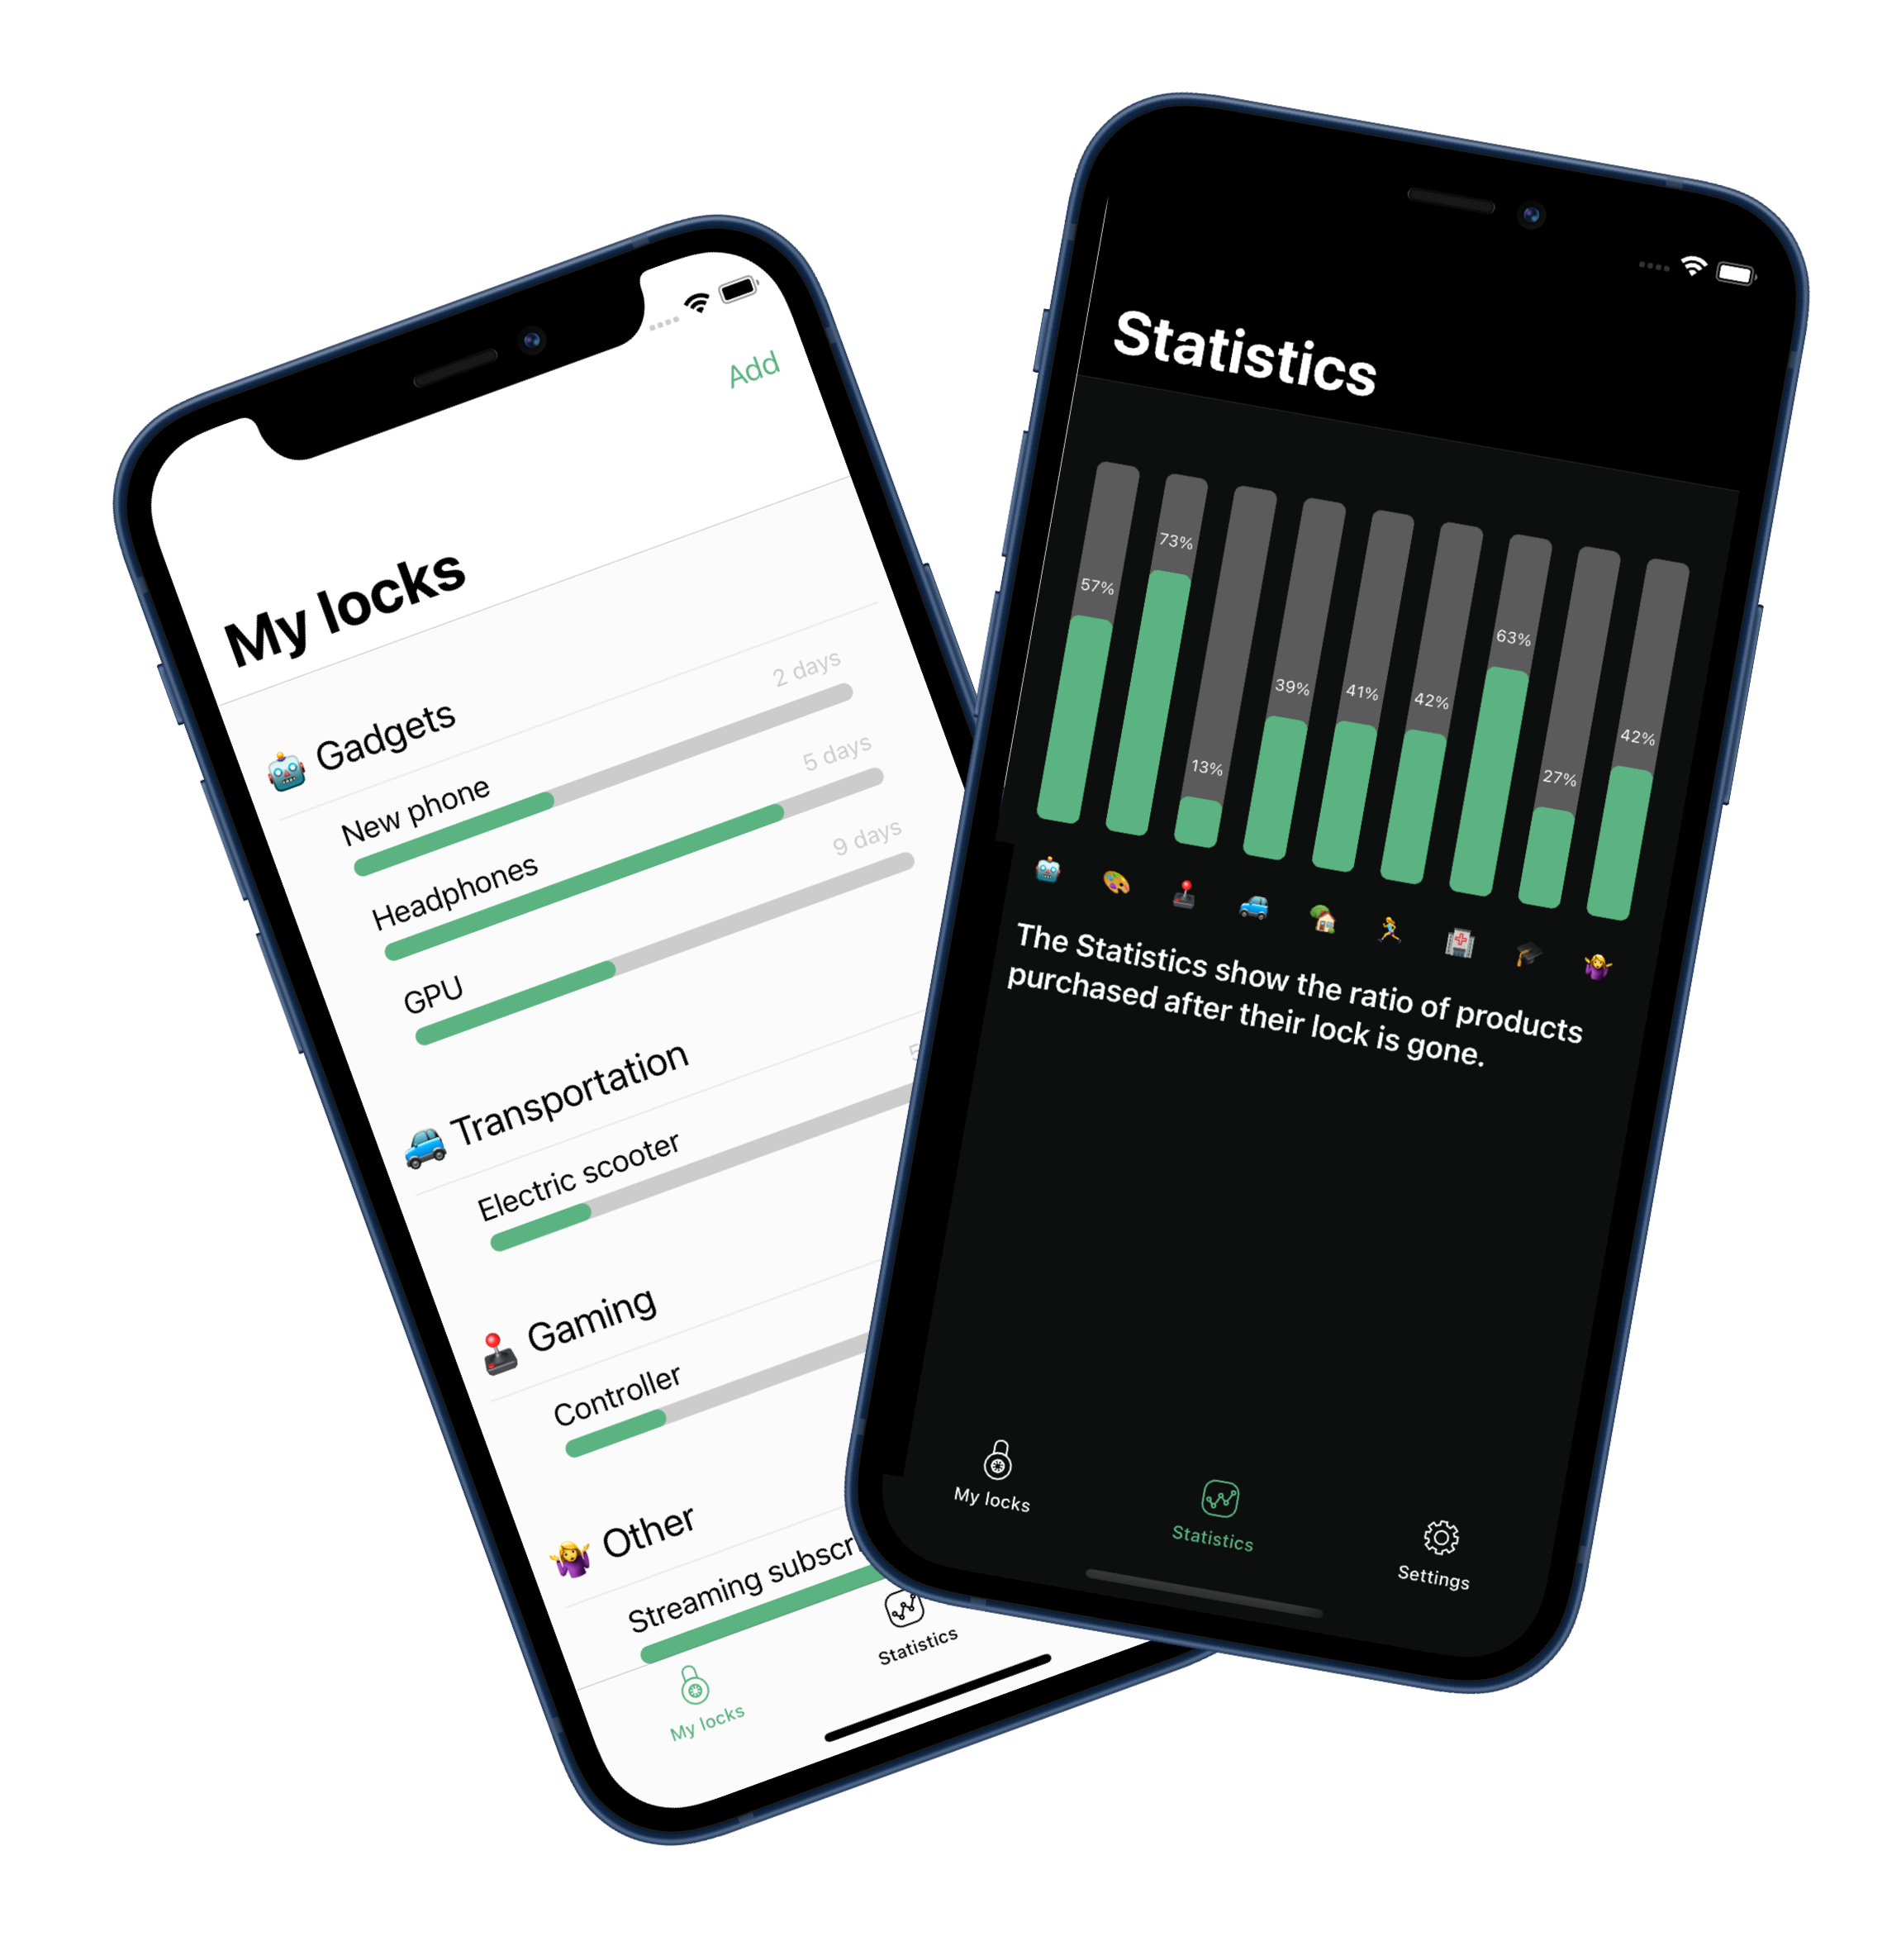 Add
My locks
Gadgets
2 days
New phone
5 days
Headphones
9 days
GPU
Transportation
5
Electric scooter
Gaming
Controller
Other
Streaming subscr
My locks
Statistics
Statistics
57%
73%
13%
39%
41%
42%
63%
27%
42%
The Statistics show the ratio of products
purchased after their lock is gone.
My locks
Statistics
Settings